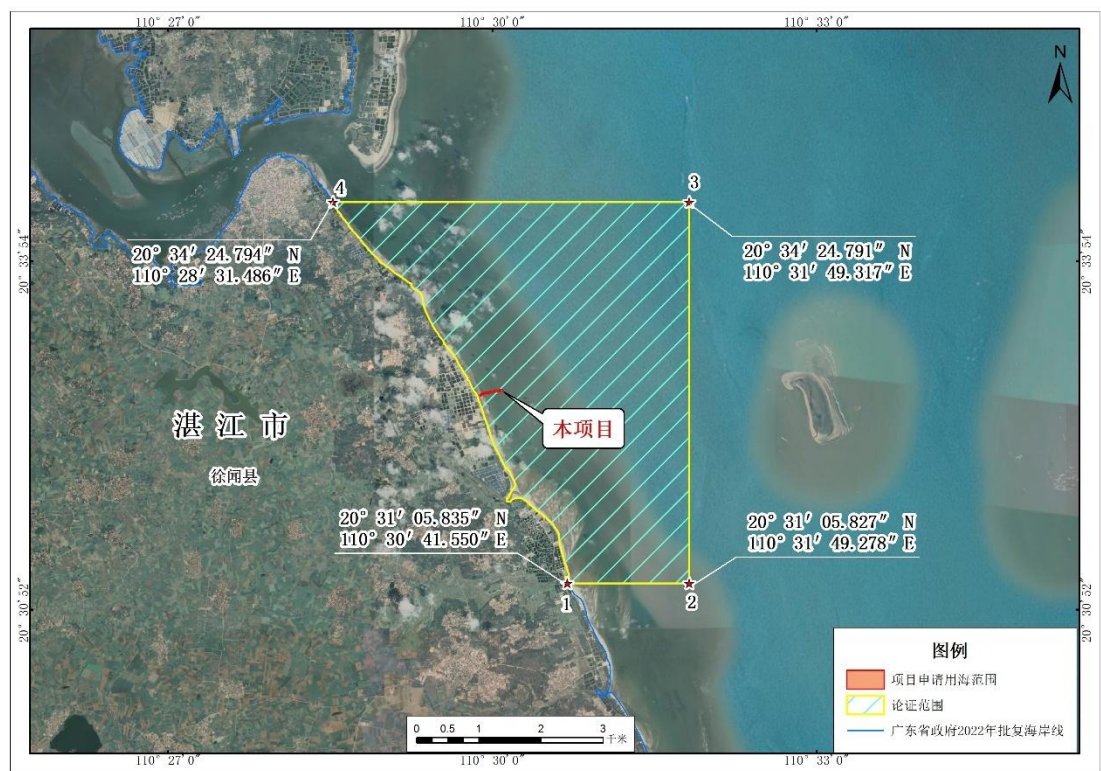 110° 27′ 0″
110° 30′ 0″
110° 33′ 0″
N
4
3
20° 34′ 24.794″ N
110° 28′ 31.486″ E
20° 34′ 24.791″ N
110° 31′ 49.317″ E
20° 33′ 54″
20° 33′ 54″
本项目
湛江市
徐闻县
20° 31′ 05.835″ N
110° 30′ 41.550″ E
20° 31′ 05.827″ N
110° 31′ 49.278″ E
1
2
20° 30′ 52″
20° 30′ 52″
图例
项目申请用海范围
论证范围
广东省政府2022年批复海岸线
0 0.5 1 2 3
千米
110° 27′ 0″
110° 30′ 0″
110° 33′ 0″